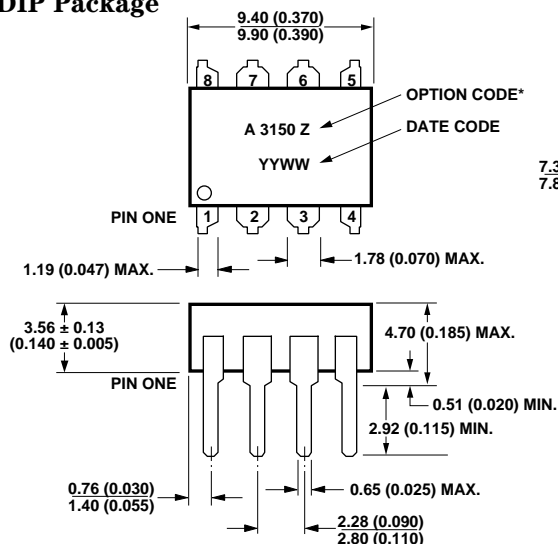 DIP Package
9.40 (0.370)
9.90 (0.390)
8 7 6 5
OPTION CODE*
A 3150 Z
DATE CODE
YYWW
7.3
7.8
PIN ONE
1 2 3 4
1.78 (0.070) MAX.
1.19 (0.047) MAX.
3.56 ± 0.13
(0.140 ± 0.005)
4.70 (0.185) MAX.
PIN ONE
0.51 (0.020) MIN.
2.92 (0.115) MIN.
0.76 (0.030)
1.40 (0.055)
0.65 (0.025) MAX.
2.28 (0.090)
2.80 (0.110)